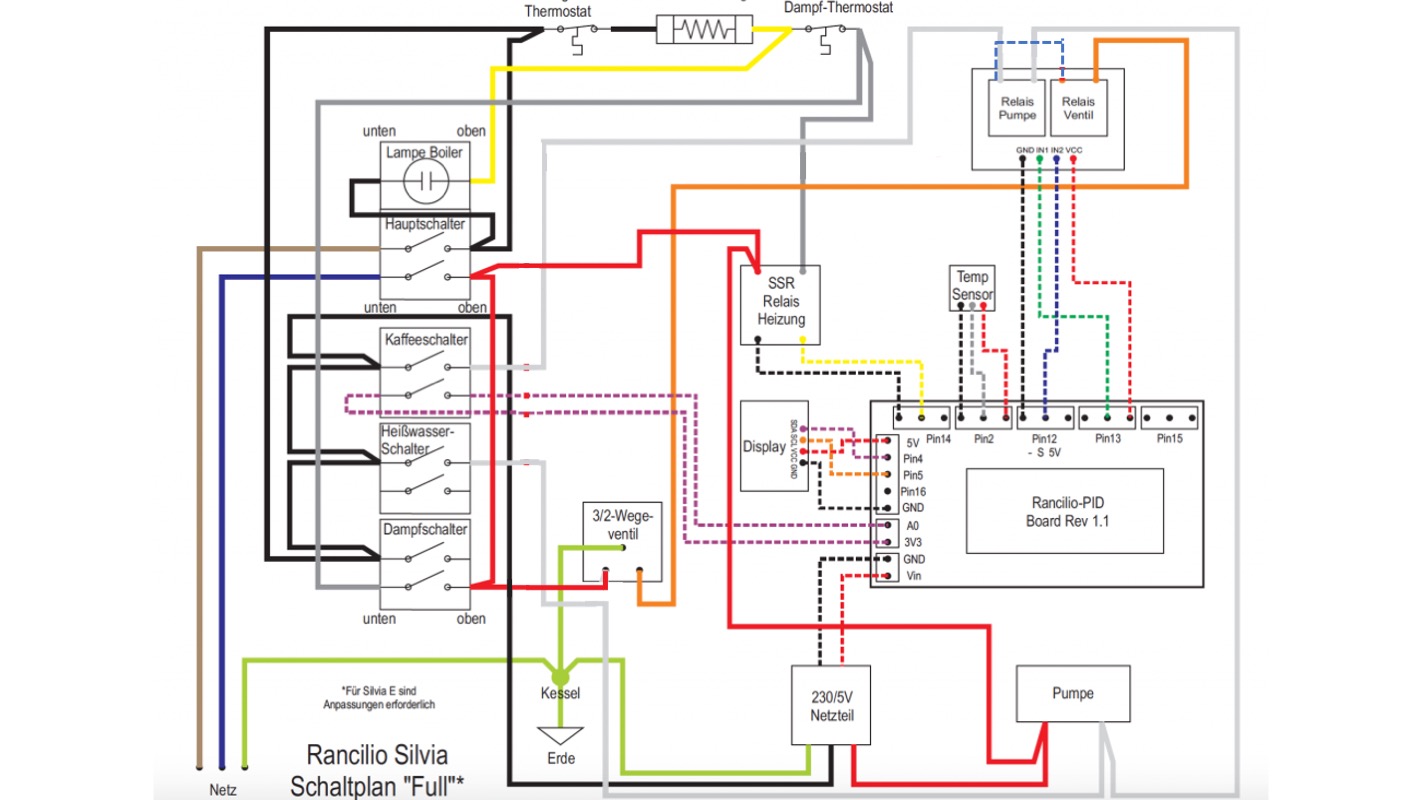 Thermostat
Dampf-Thermostat
unten
oben
Lampe Boiler
Hauptschalter
unten
oben
Kaffeeschalter
Heißwasser-
Schalter
Dampfschalter
unten
oben
Relais
Pumpe
Relais
Ventil
GND IN1 IN2 VCC
SSR
Relais
Heizung
Temp
Sensor
Display
SDA SCL VCC GND
Pin14
Pin2
Pin12
- S 5V
Pin13
Pin15
5V
Pin4
Pin5
Pin16
GND
A0
3V3
GND
Vin
Rancilio-PID
Board Rev 1.1
3/2-Wege-
ventil
Kessel
Erde
230/5V
Netzteil
Pumpe
*Für Silvia E sind
Anpassungen erforderlich
Rancilio Silvia
Schaltplan "Full"*
Netz